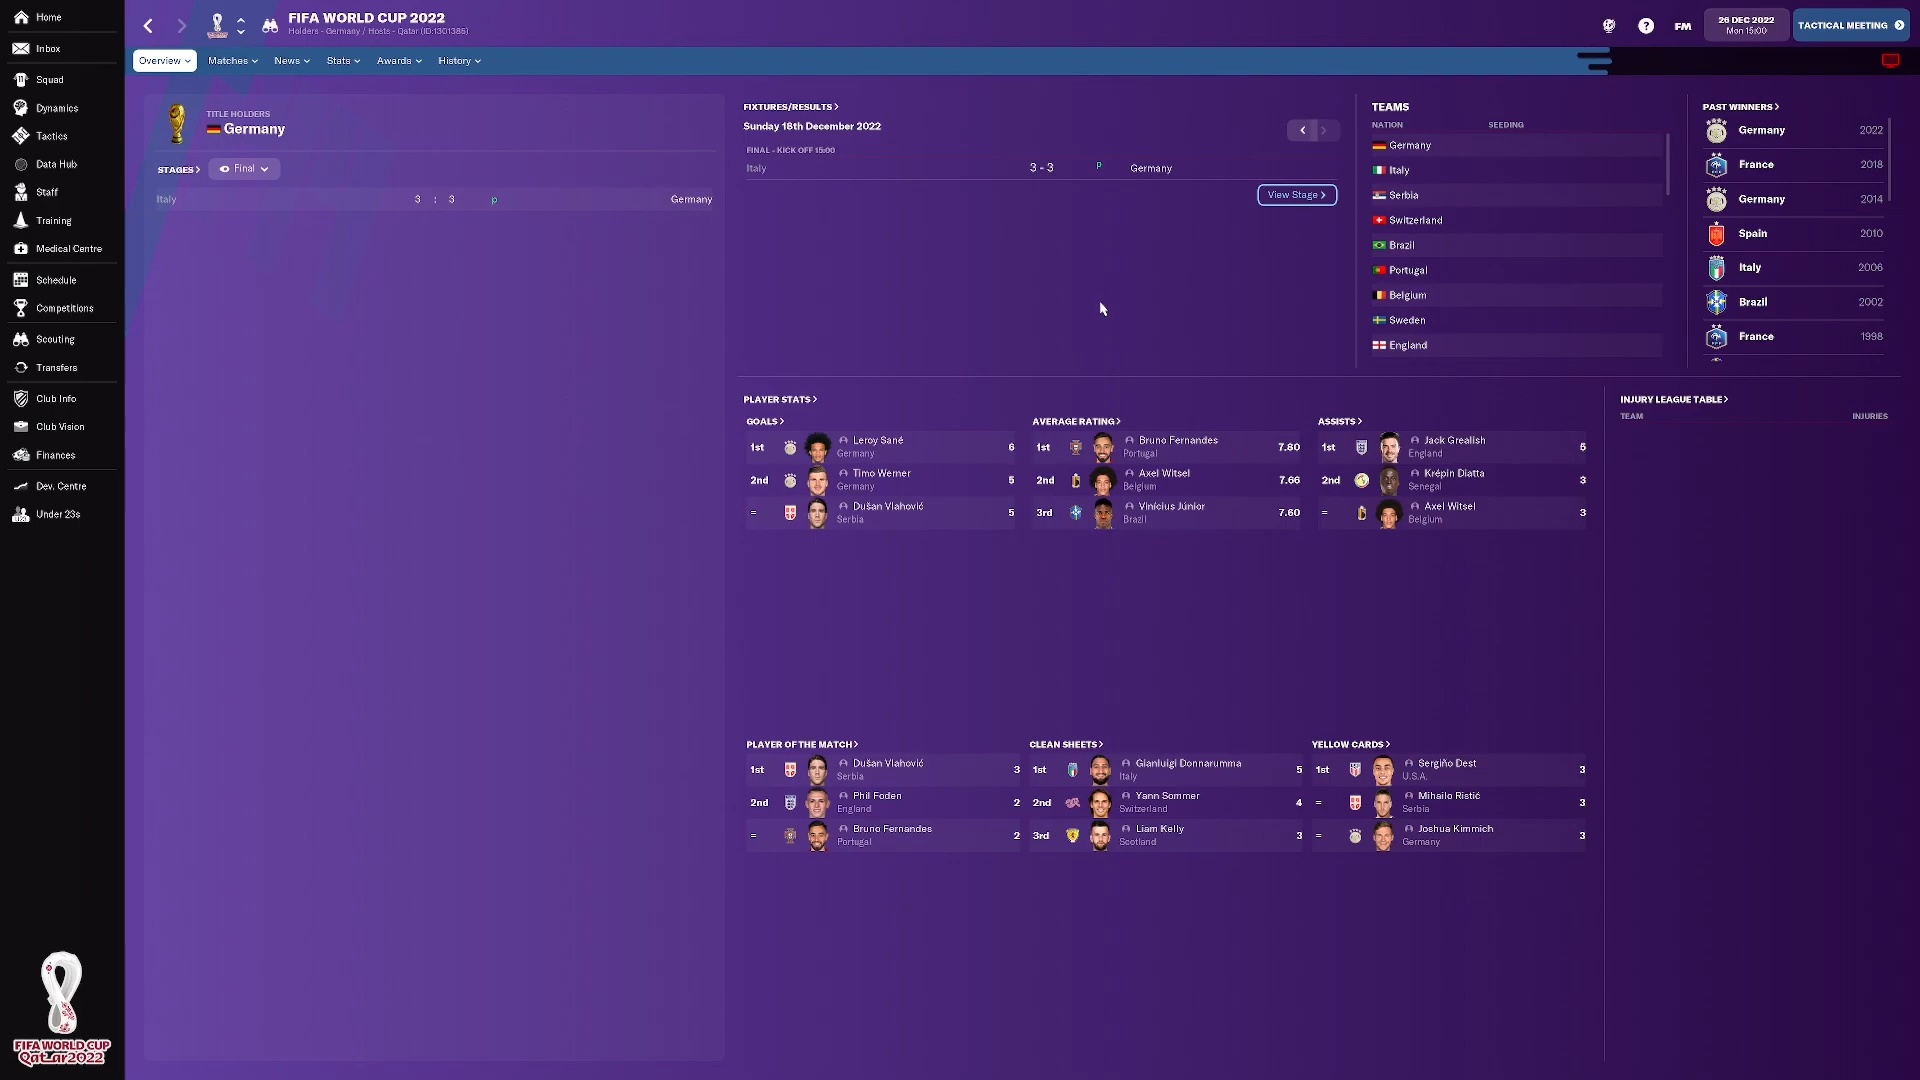 Home
Inbox
Squad
Dynamics
Tactics
Data Hub
Staff
Training
Medical Centre
Schedule
Competitions
Scouting
Transfers
Club Info
Club Vision
Finances
Dev. Centre
Under 23s
FIFA WORLD CUP
Qatar2022
FIFA WORLD CUP 2022
Holders - Germany / Hosts - Qatar (ID:1301385)
FM
26 DEC 2022
Mon 15:00
TACTICAL MEETING
Overview
Matches
News
Stats
Awards
History
TITLE HOLDERS
Germany
STAGES
Final
Italy 3 : 3 p Germany
FIXTURES/RESULTS
Sunday 18th December 2022
FINAL - KICK OFF 15:00
Italy 3 - 3 p Germany
View Stage
TEAMS
NATION SEEDING
Germany
Italy
Serbia
Switzerland
Brazil
Portugal
Belgium
Sweden
England
PAST WINNERS
Germany 2022
France 2018
Germany 2014
Spain 2010
Italy 2006
Brazil 2002
France 1998
PLAYER STATS
GOALS
1st Leroy Sané 6
Germany
2nd Timo Werner 5
Germany
= Dušan Vlahović 5
Serbia
AVERAGE RATING
1st Bruno Fernandes 7.80
Portugal
2nd Axel Witsel 7.66
Belgium
3rd Vinícius Júnior 7.60
Brazil
ASSISTS
1st Jack Grealish
England
2nd Krépin Diatta 3
Senegal
= Axel Witsel 3
Belgium
INJURY LEAGUE TABLE
TEAM INJURIES
PLAYER OF THE MATCH
1st Dušan Vlahović 3
Serbia
2nd Phil Foden 2
England
= Bruno Fernandes 2
Portugal
CLEAN SHEETS
1st Gianluigi Donnarumma 5
Italy
2nd Yann Sommer 4
Switzerland
3rd Liam Kelly 3
Scotland
YELLOW CARDS
1st Sergiño Dest 3
U.S.A.
= Mihailo Ristić 3
Serbia
= Joshua Kimmich 3
Germany